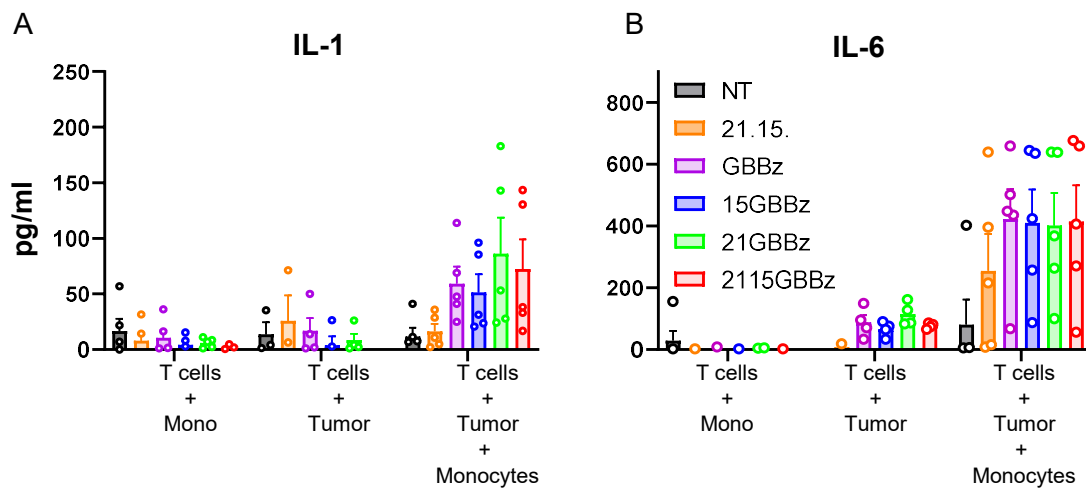 A
IL-1
pg/ml
250
200
150
100
50
0
T cells
+
Mono
T cells
+
Tumor
T cells
+
Tumor
+
Monocytes
B
IL-6
800
600
400
200
0
NT
21.15.
GBBz
15GBBz
21GBBz
2115GBBz
T cells
+
Mono
T cells
+
Tumor
T cells
+
Tumor
+
Monocytes